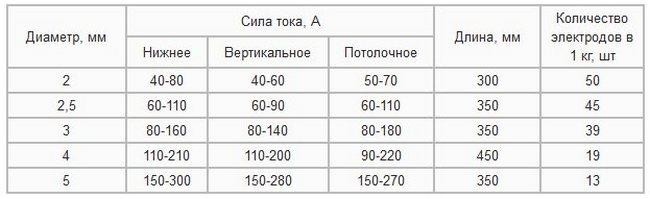 Диаметр, мм Сила тока, А Длина, мм Количество электродов в 1 кг, шт
Нижнее Вертикальное Потолочное
2 40-80 40-60 50-70 300 50
2,5 60-110 60-90 60-110 350 45
3 80-160 80-140 80-180 350 39
4 110-210 110-200 90-220 450 19
5 150-300 150-280 150-270 350 13